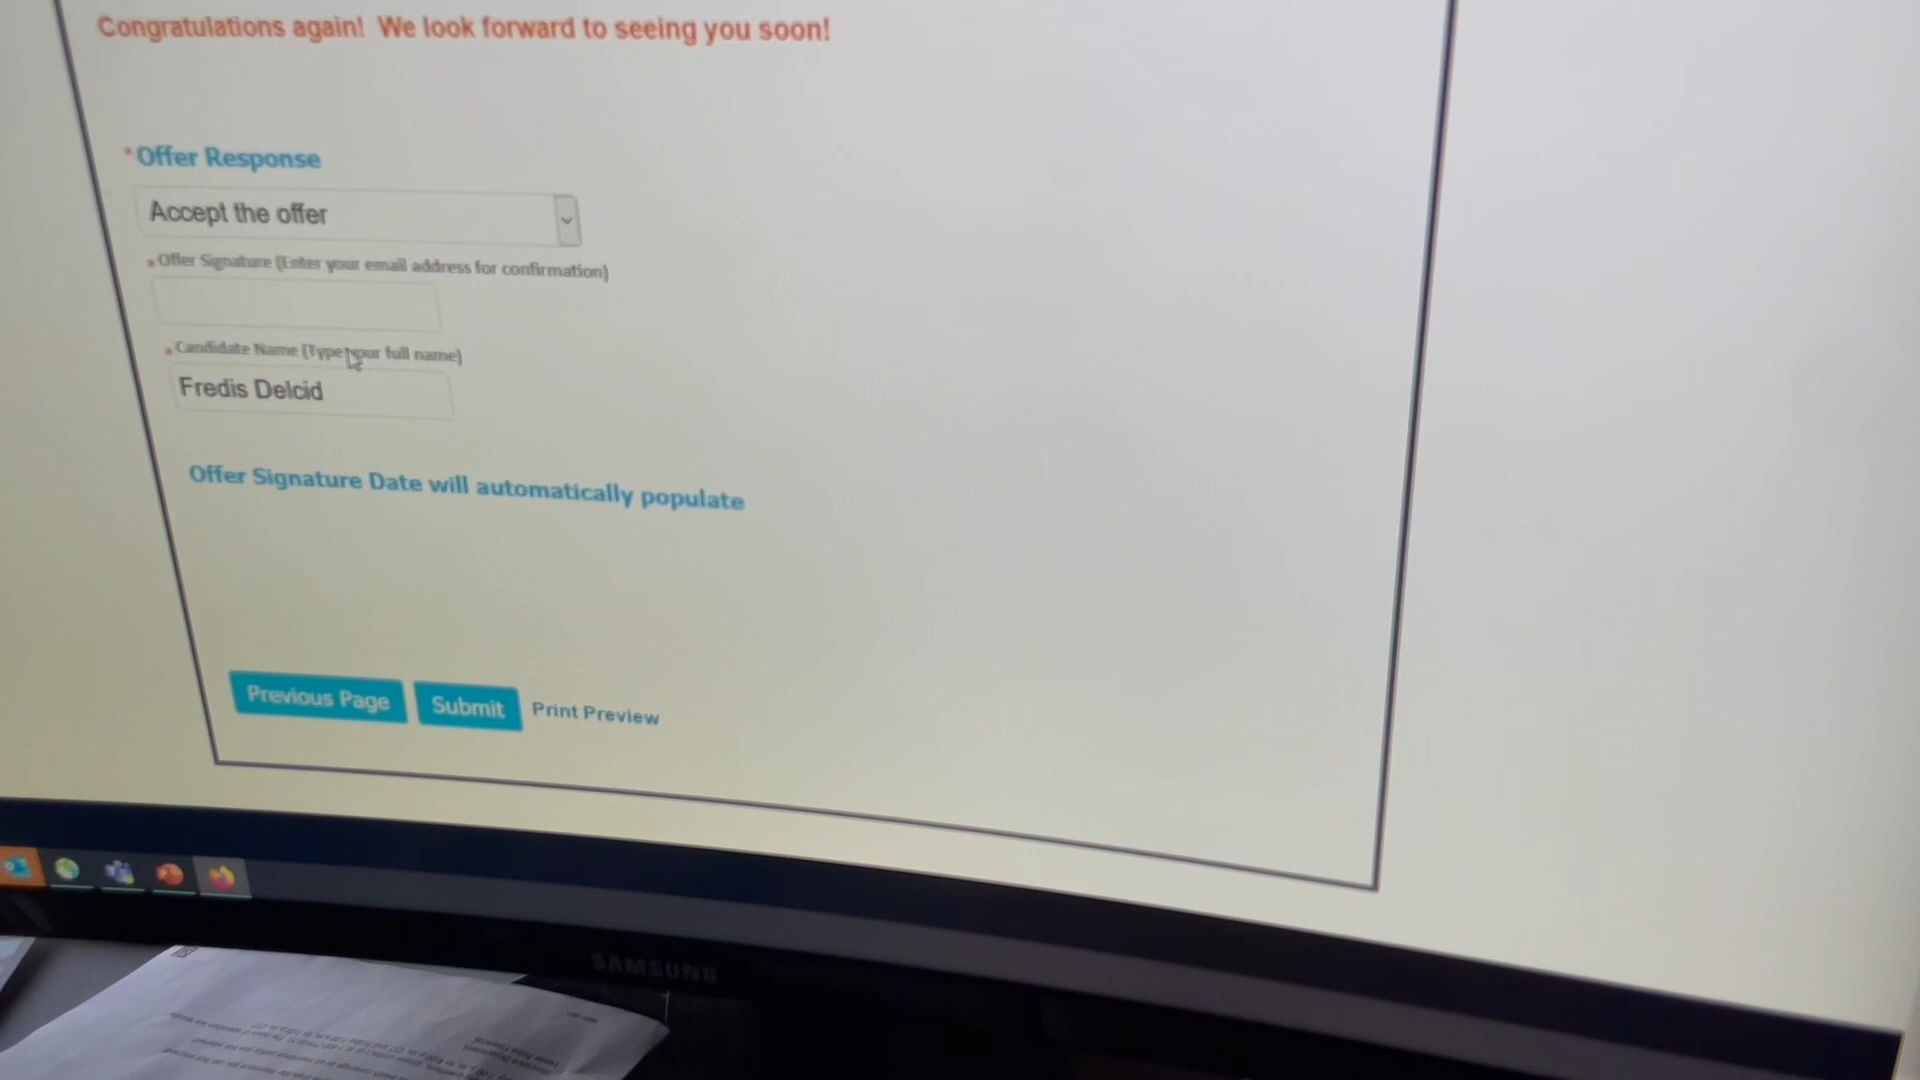 Congratulations again! We look forward to seeing you soon!
*Offer Response
Accept the offer
*Offer Signature (Enter your email address for confirmation)
*Candidate Name (Type your full name)
Fredis Delcid
Offer Signature Date will automatically populate
Previous Page Submit Print Preview
SAMSUNG